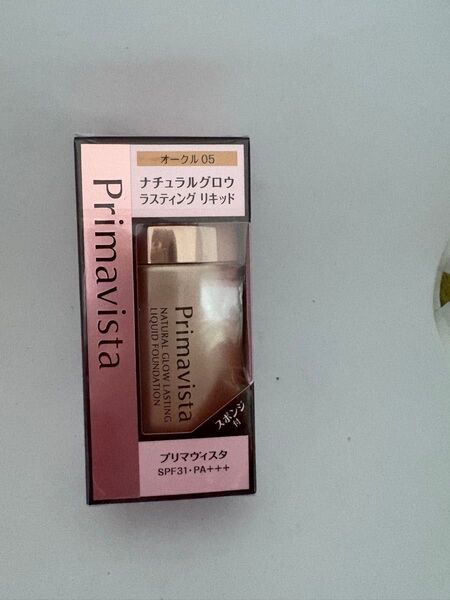 オークル 05
ナチュラルグロウ
ラスティング リキッド
Primavista
Primavista
NATURAL GLOW LASTING
LIQUID FOUNDATION
スポンジ
付
プリマヴィスタ
SPF31・PA+++